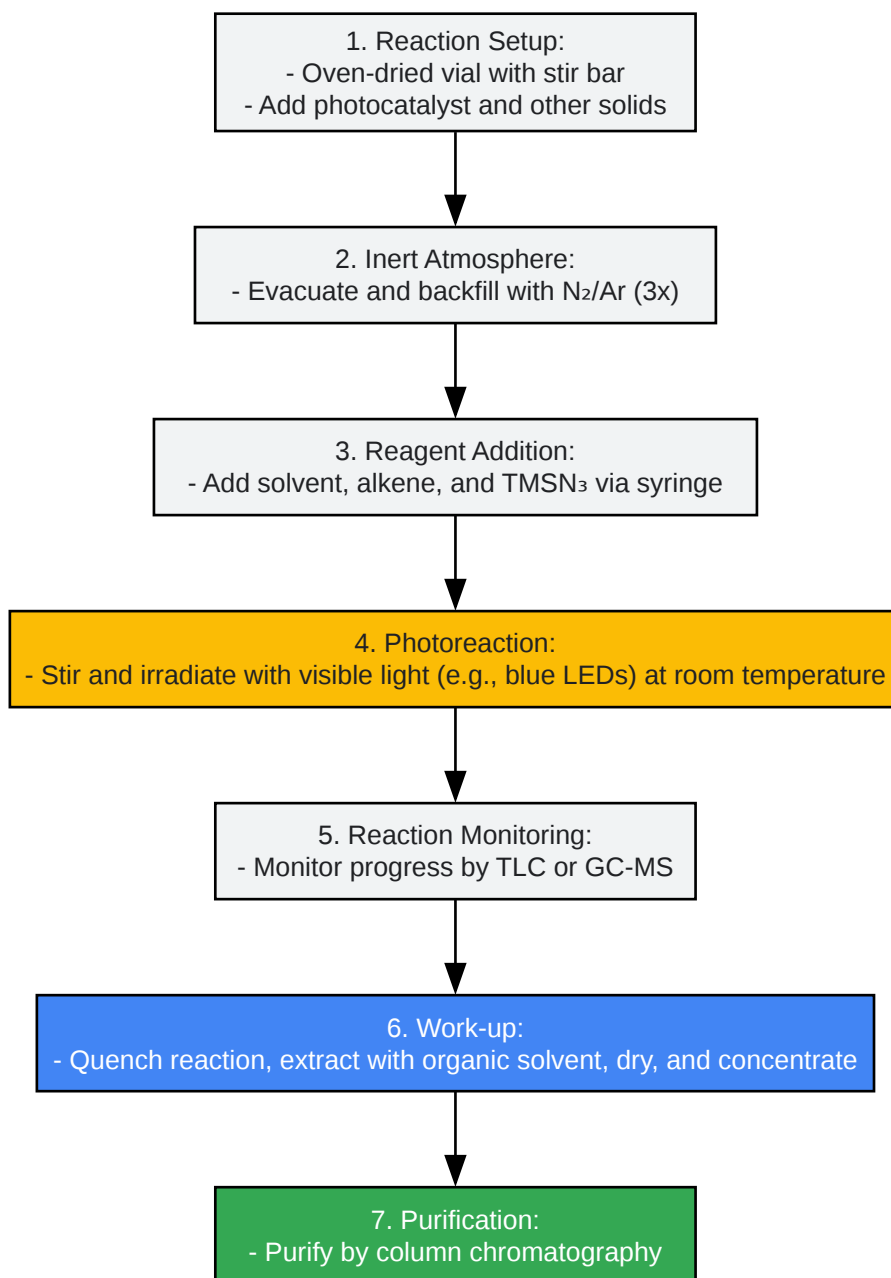 1. Reaction Setup:
- Oven-dried vial with stir bar
- Add photocatalyst and other solids
2. Inert Atmosphere:
- Evacuate and backfill with N₂/Ar (3x)
3. Reagent Addition:
- Add solvent, alkene, and TMSN₃ via syringe
4. Photoreaction:
- Stir and irradiate with visible light (e.g., blue LEDs) at room temperature
5. Reaction Monitoring:
- Monitor progress by TLC or GC-MS
6. Work-up:
- Quench reaction, extract with organic solvent, dry, and concentrate
7. Purification:
- Purify by column chromatography